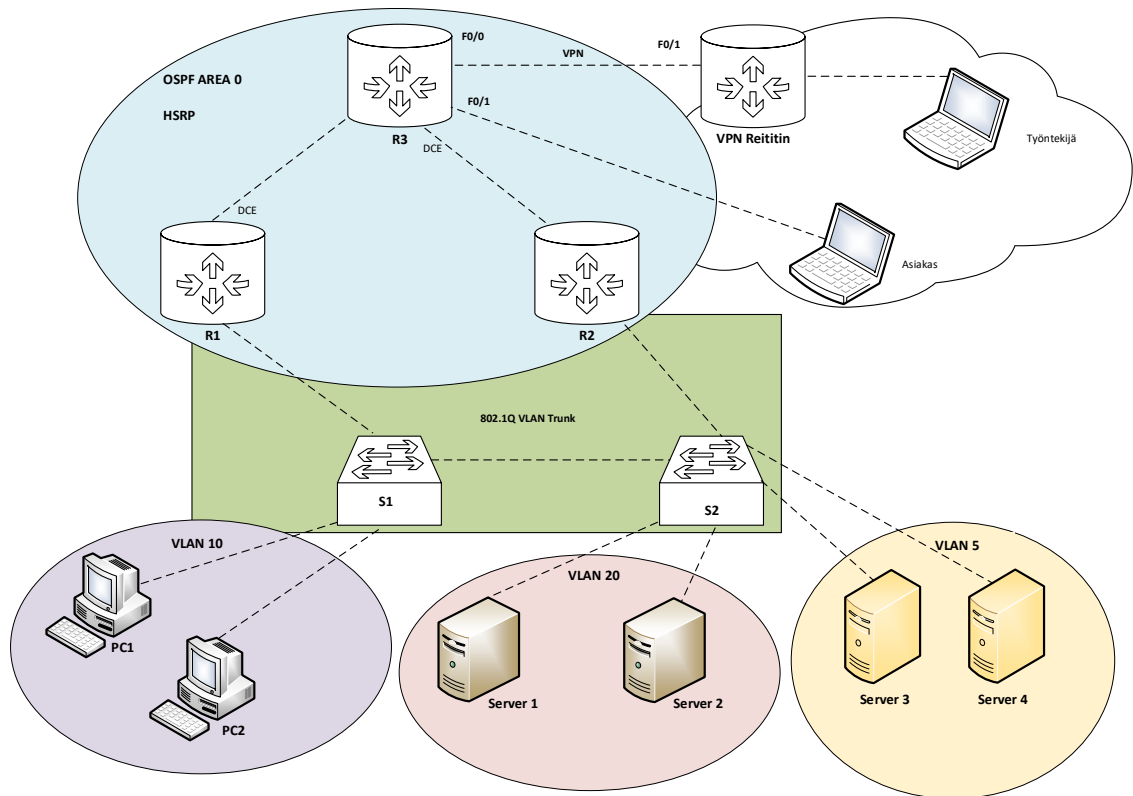 F0/0
VPN
F0/1
OSPF AREA 0
HSRP
F0/1
R3
DCE
VPN Reititin
Työntekijä
DCE
Asiakas
R1
R2
802.1Q VLAN Trunk
S1
S2
VLAN 10
VLAN 20
VLAN 5
PC1
PC2
Server 1
Server 2
Server 3
Server 4